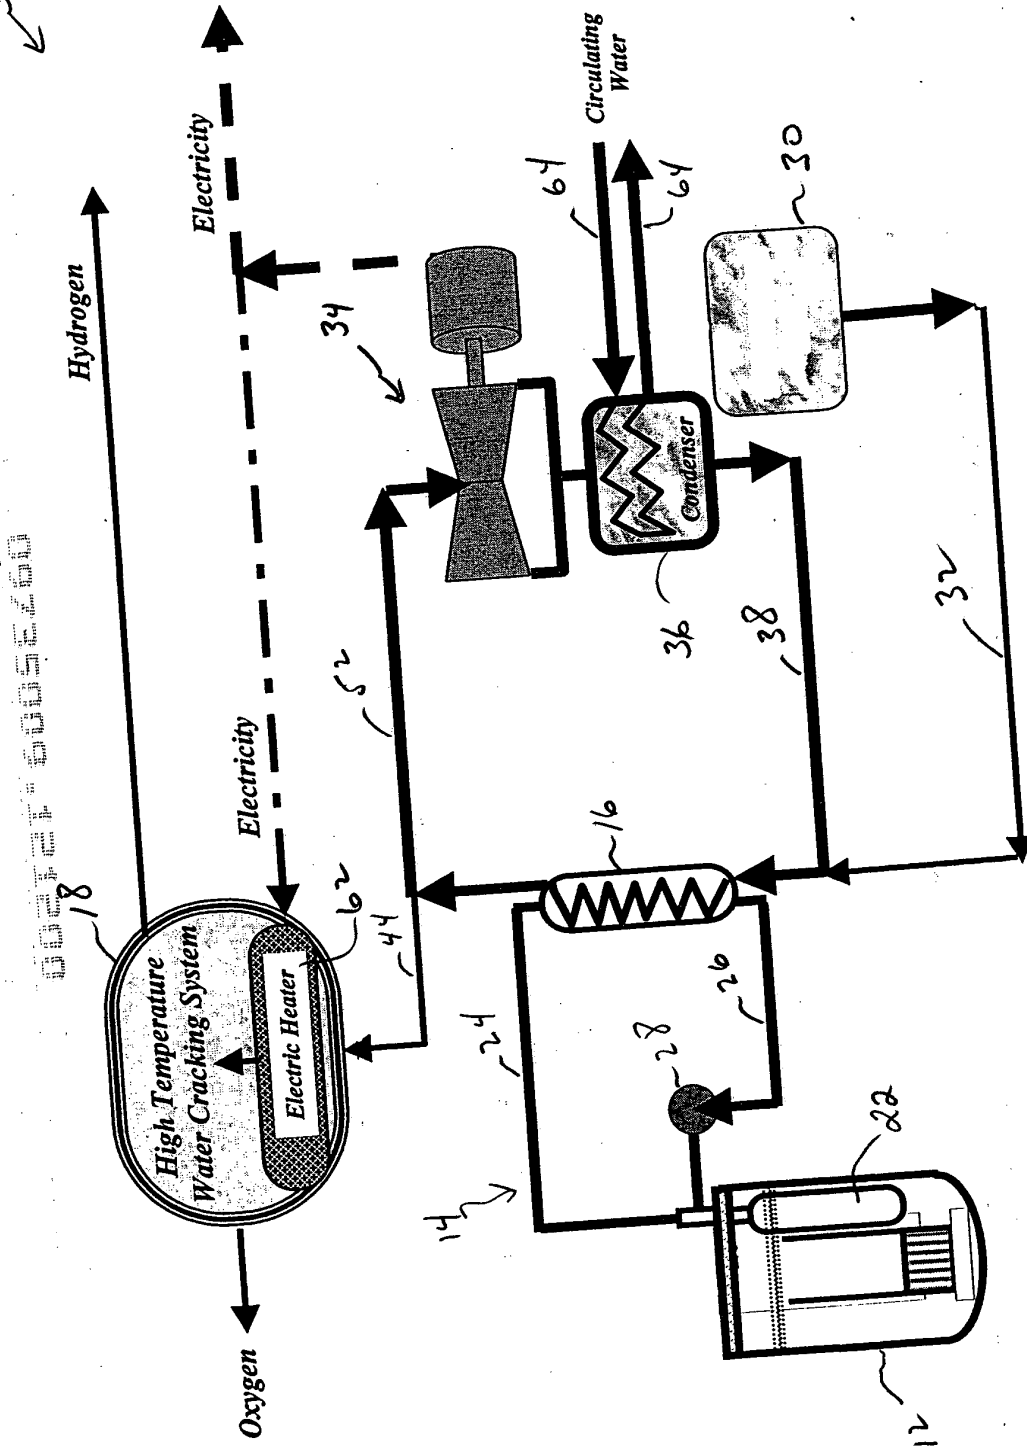 Hydrogen
Electricity
Electricity
Oxygen
18
High Temperature
Water Cracking System
Electric Heater
62
44
52
34
Circulating
Water
64
64
30
Condenser
36
38
32
16
24
26
28
14
22
12